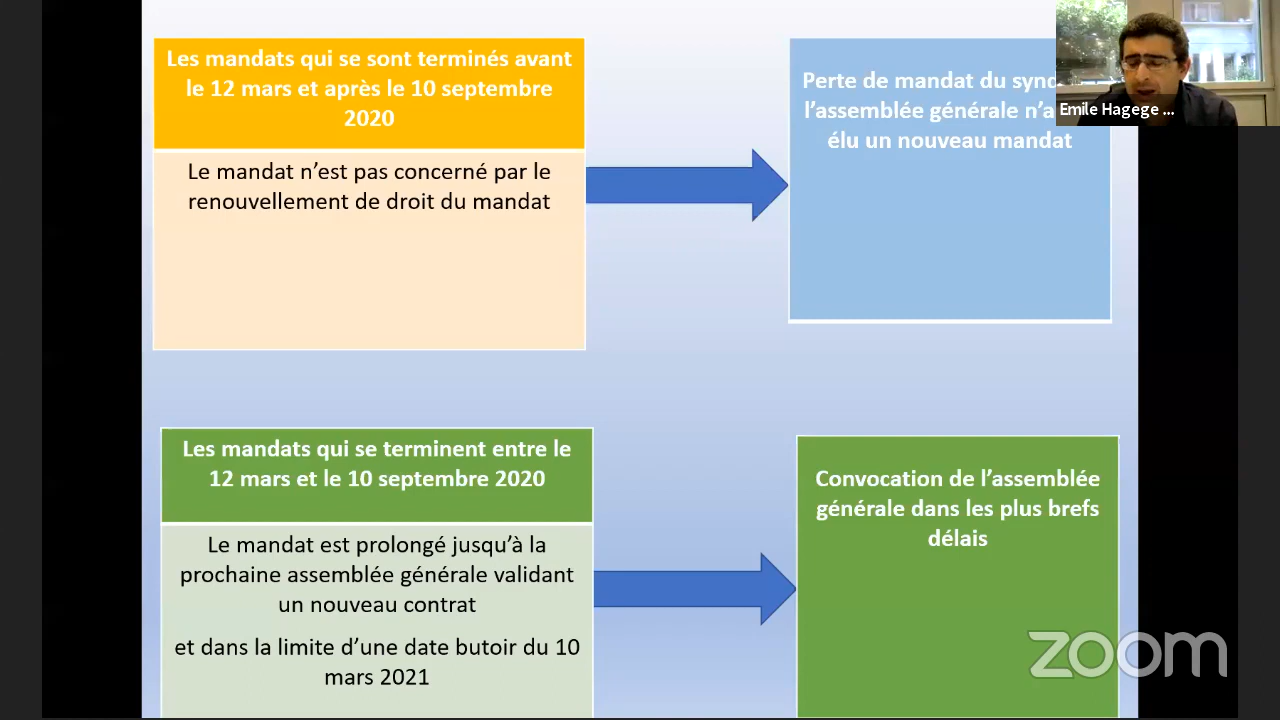 Les mandats qui se sont terminés avant
le 12 mars et après le 10 septembre
2020
Le mandat n'est pas concerné par le
renouvellement de droit du mandat
Perte de mandat du
l'assemblée générale
élu un nouveau mandat
Emile Hagege ...
Les mandats qui se terminent entre le
12 mars et le 10 septembre 2020
Le mandat est prolongé jusqu'à la
prochaine assemblée générale validant
un nouveau contrat
et dans la limite d'une date butoir du 10
mars 2021
Convocation de l'assemblée
générale dans les plus brefs
délais
zoom